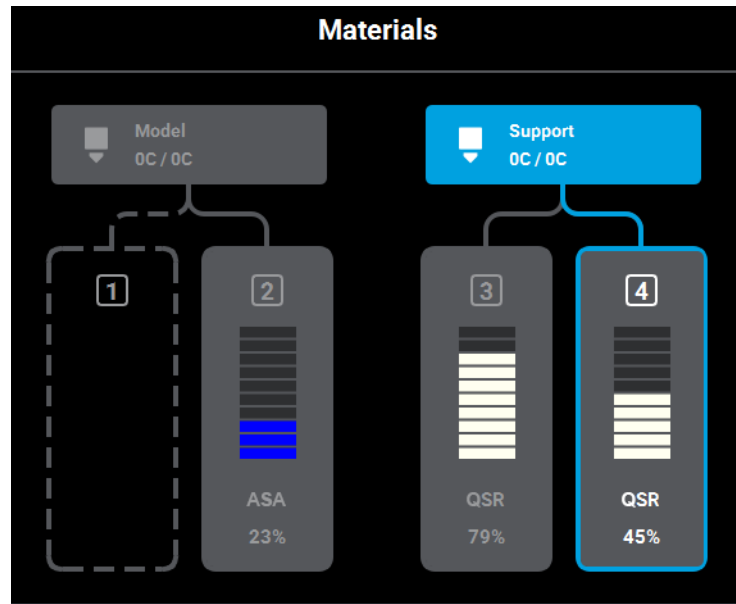 Materials
Model
0C / 0C
Support
0C / 0C
1
2
3
4
ASA
QSR
QSR
23%
79%
45%